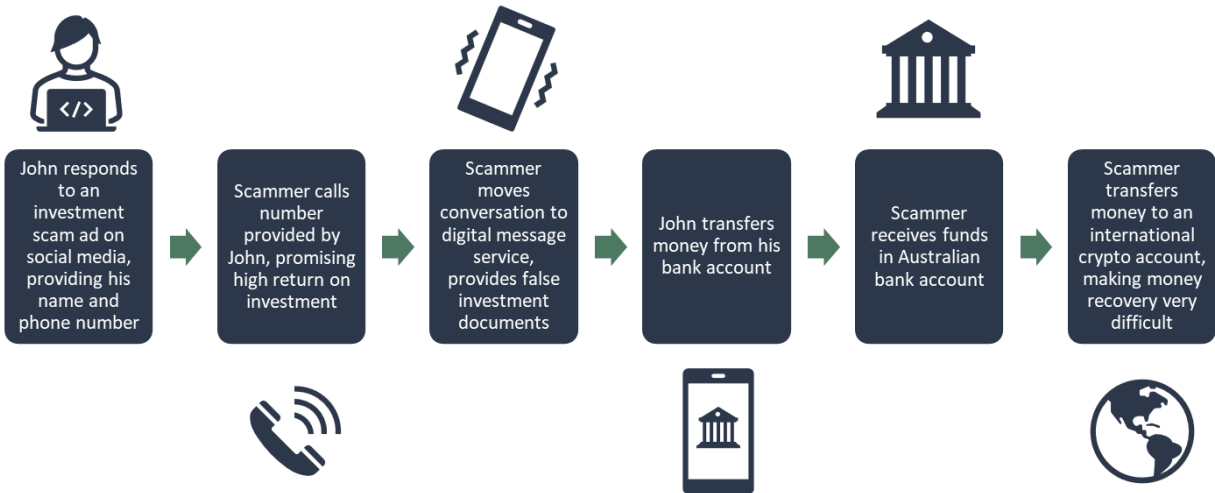 John responds
to an
investment
scam ad on
social media,
providing his
name and
phone number
Scammer calls
number
provided by
John, promising
high return on
investment
Scammer
moves
conversation to
digital message
service,
provides false
investment
documents
John transfers
money from his
bank account
Scammer
receives funds
in Australian
bank account
Scammer
transfers
money to an
international
crypto account,
making money
recovery very
difficult